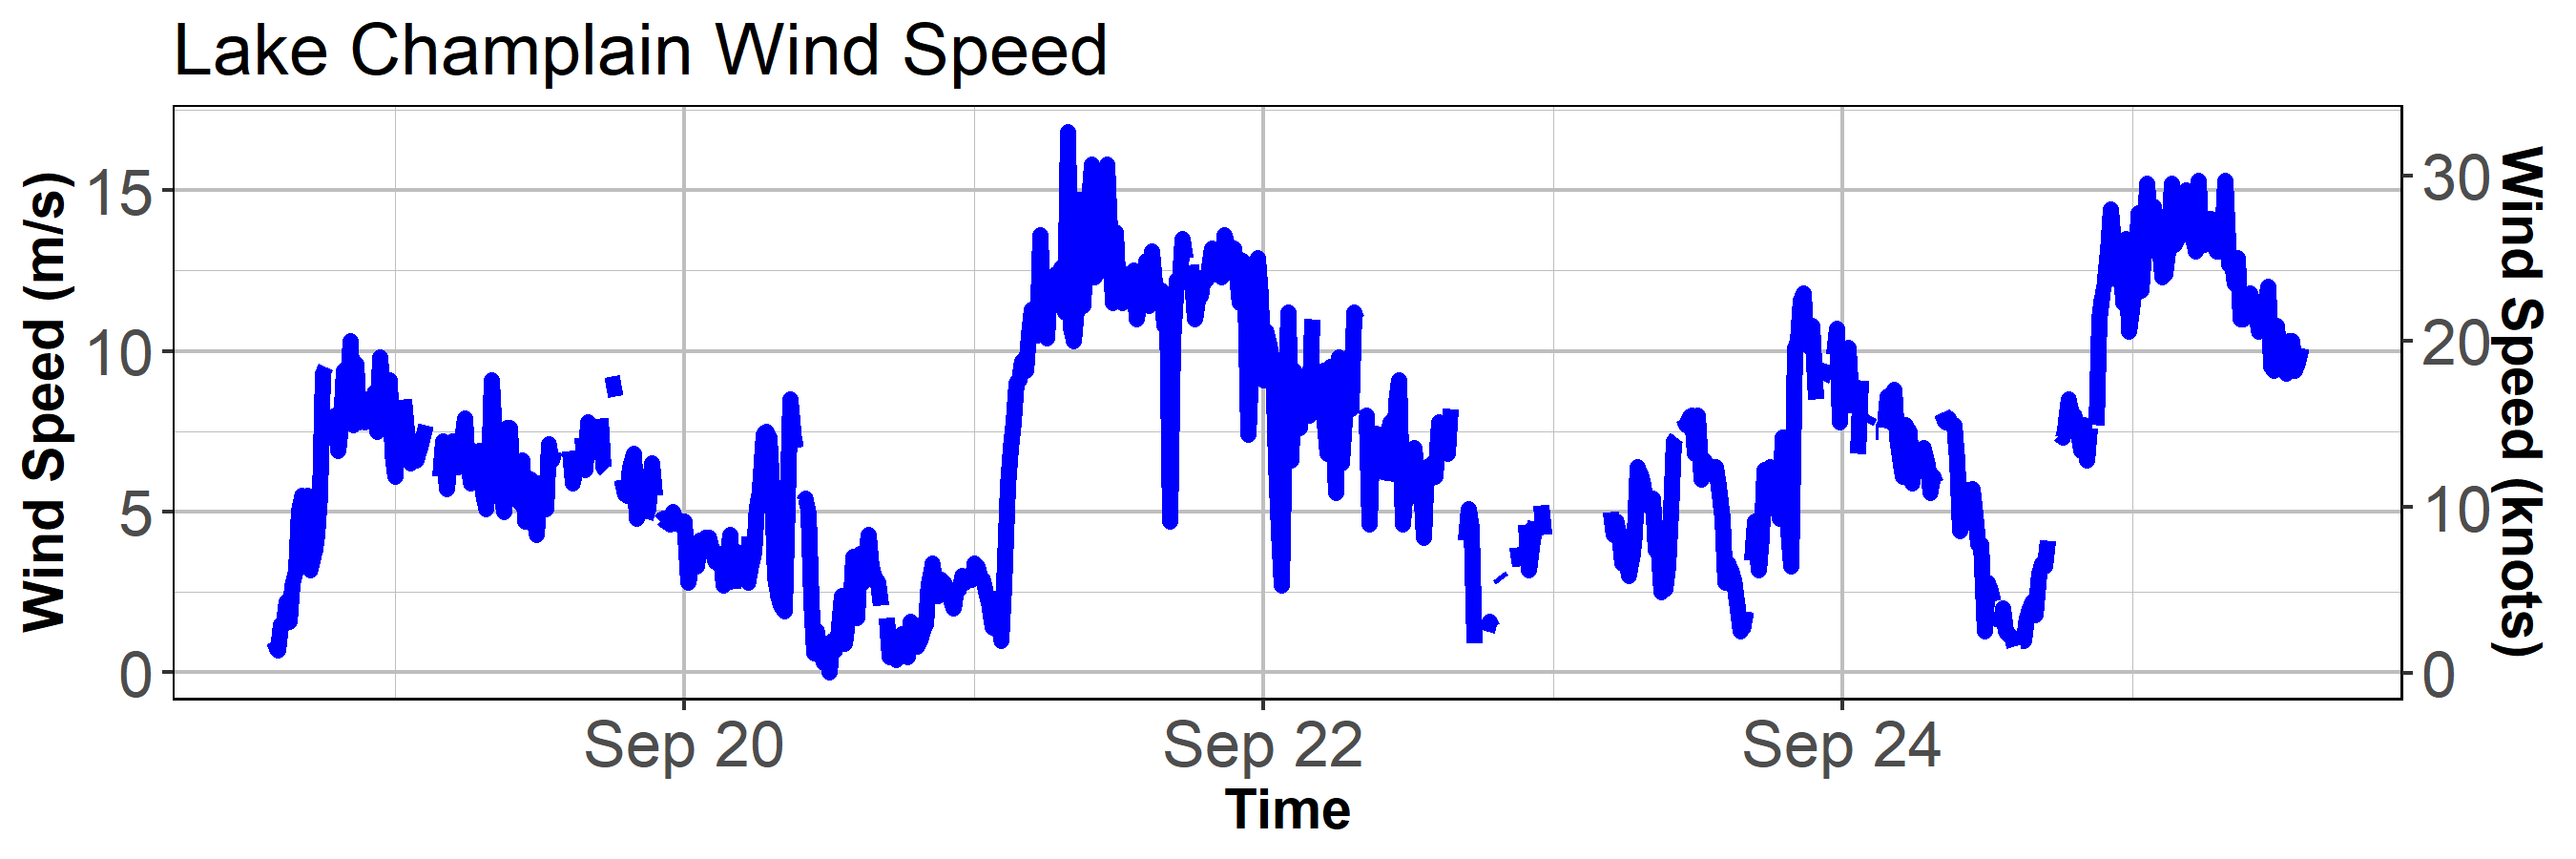 Lake Champlain Wind Speed
Wind Speed (m/s)
15
10
5
0
30
20
10
0
Wind Speed (knots)
Sep 20
Sep 22
Sep 24
Time